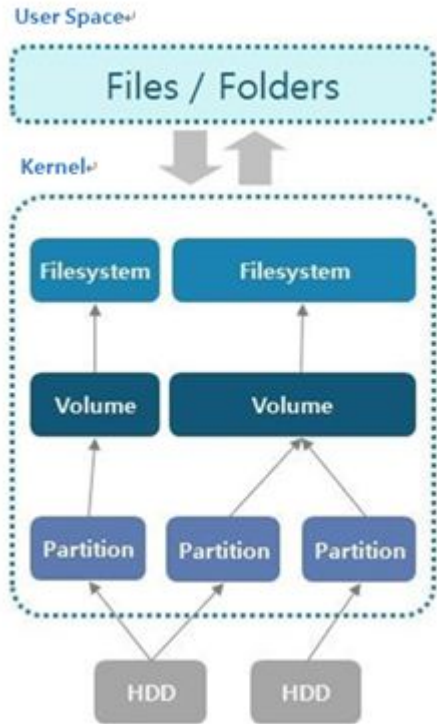 User Space↵
Files / Folders
Kernel↵
Filesystem Filesystem
Volume Volume
Partition Partition Partition
HDD HDD